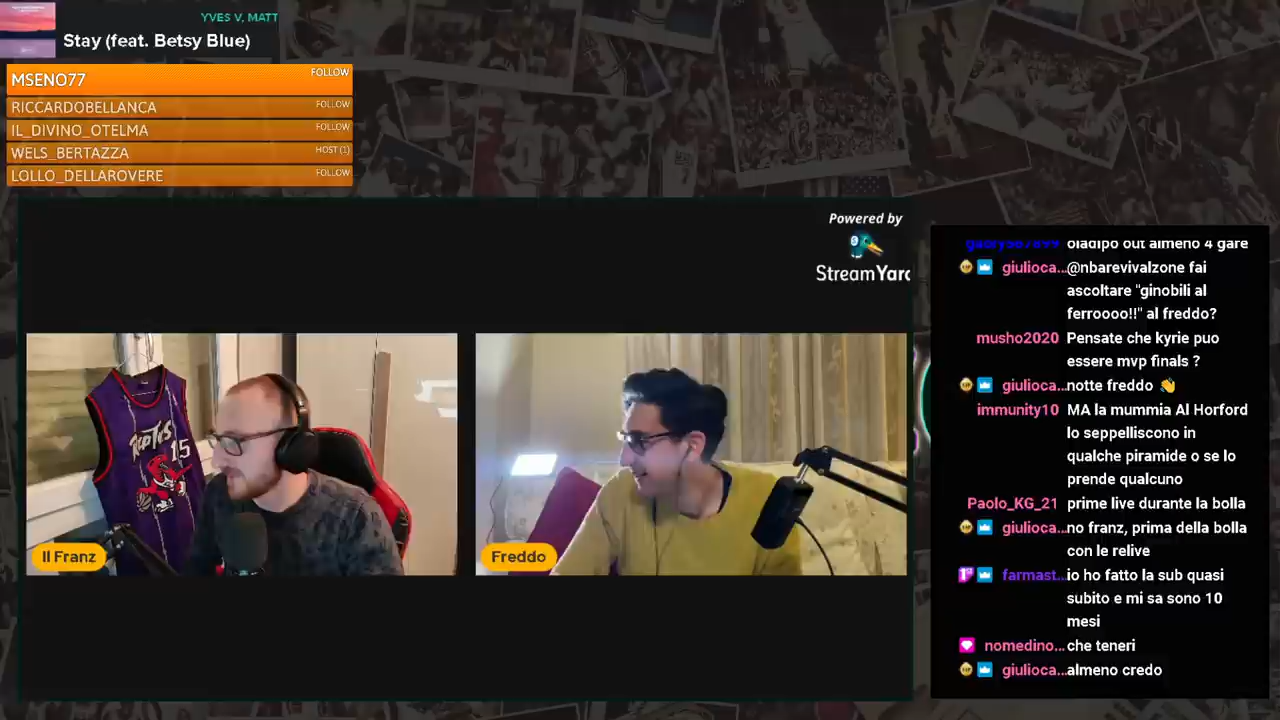 YVES V, MATT
Stay (feat. Betsy Blue)
MSENO77 FOLLOW
RICCARDOBELLANCA FOLLOW
IL_DIVINO_OTELMA FOLLOW
WELS_BERTAZZA HOST (1)
LOLLO_DELLAROVERE FOLLOW
Powered by
StreamYard
RAPTORS
15
Il Franz
Freddo
oladipo out almeno 4 gare
giulioca... @nbarevivalzone fai
ascoltare "ginobili al
ferroooo!!" al freddo?
musho2020 Pensate che kyrie puo
essere mvp finals ?
giulioca... notte freddo 👋
immunity10 MA la mummia Al Horford
lo seppelliscono in
qualche piramide o se lo
prende qualcuno
Paolo_KG_21 prime live durante la bolla
giulioca... no franz, prima della bolla
con le relive
farmast... io ho fatto la sub quasi
subito e mi sa sono 10
mesi
nomedino... che teneri
giulioca... almeno credo